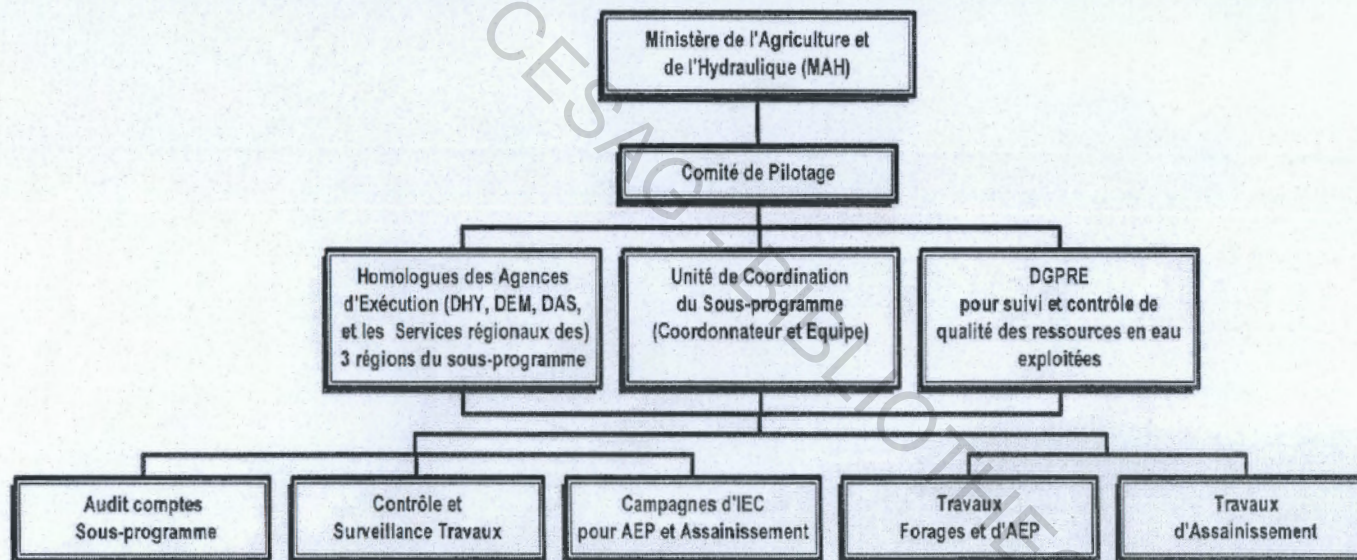 Ministère de l'Agriculture et
de l'Hydraulique (MAH)
Comité de Pilotage
Homologues des Agences
d'Exécution (DHY, DEM, DAS,
et les Services régionaux des)
3 régions du sous-programme
Unité de Coordination
du Sous-programme
(Coordonnateur et Equipe)
DGPRE
pour suivi et contrôle de
qualité des ressources en eau
exploitées
Audit comptes
Sous-programme
Contrôle et
Surveillance Travaux
Campagnes d'IEC
pour AEP et Assainissement
Travaux
Forages et d'AEP
Travaux
d'Assainissement
CESAG - BIBLIOTHE